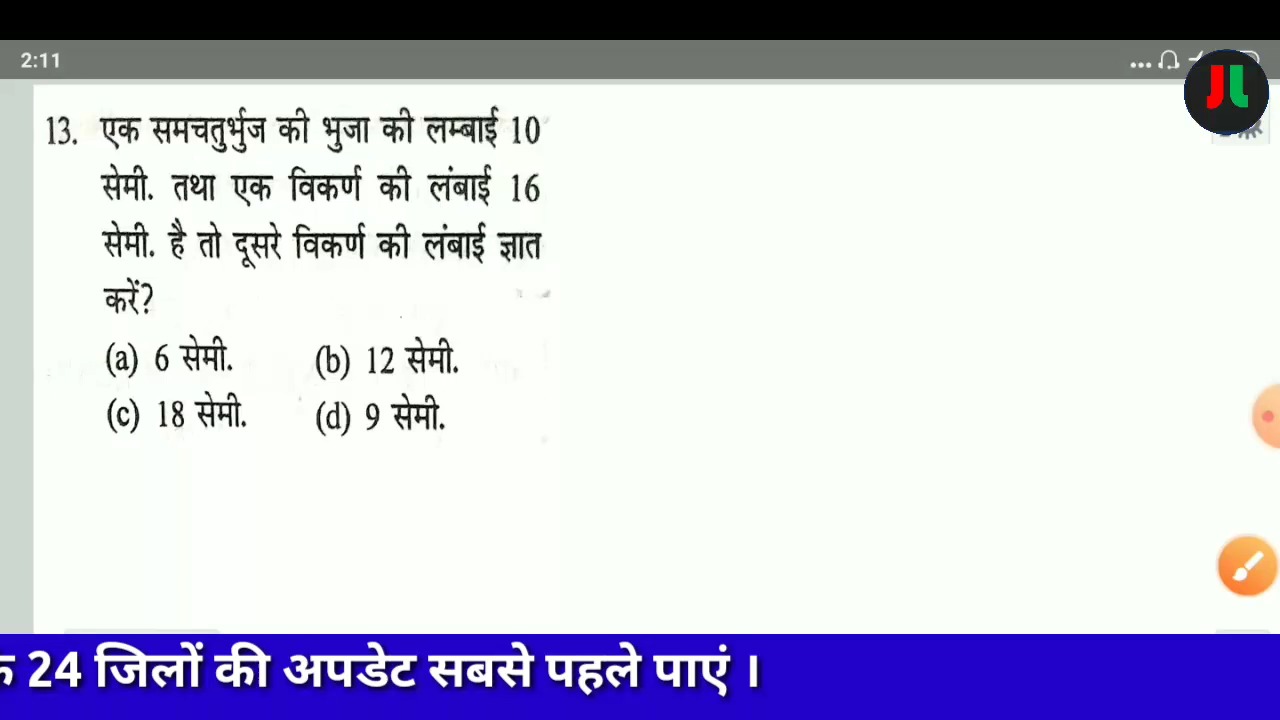 2:11
13. एक समचतुर्भुज की भुजा की लम्बाई 10
सेमी. तथा एक विकर्ण की लंबाई 16
सेमी. है तो दूसरे विकर्ण की लंबाई ज्ञात
करें?
(a) 6 सेमी. (b) 12 सेमी.
(c) 18 सेमी. (d) 9 सेमी.
24 जिलों की अपडेट सबसे पहले पाएं ।